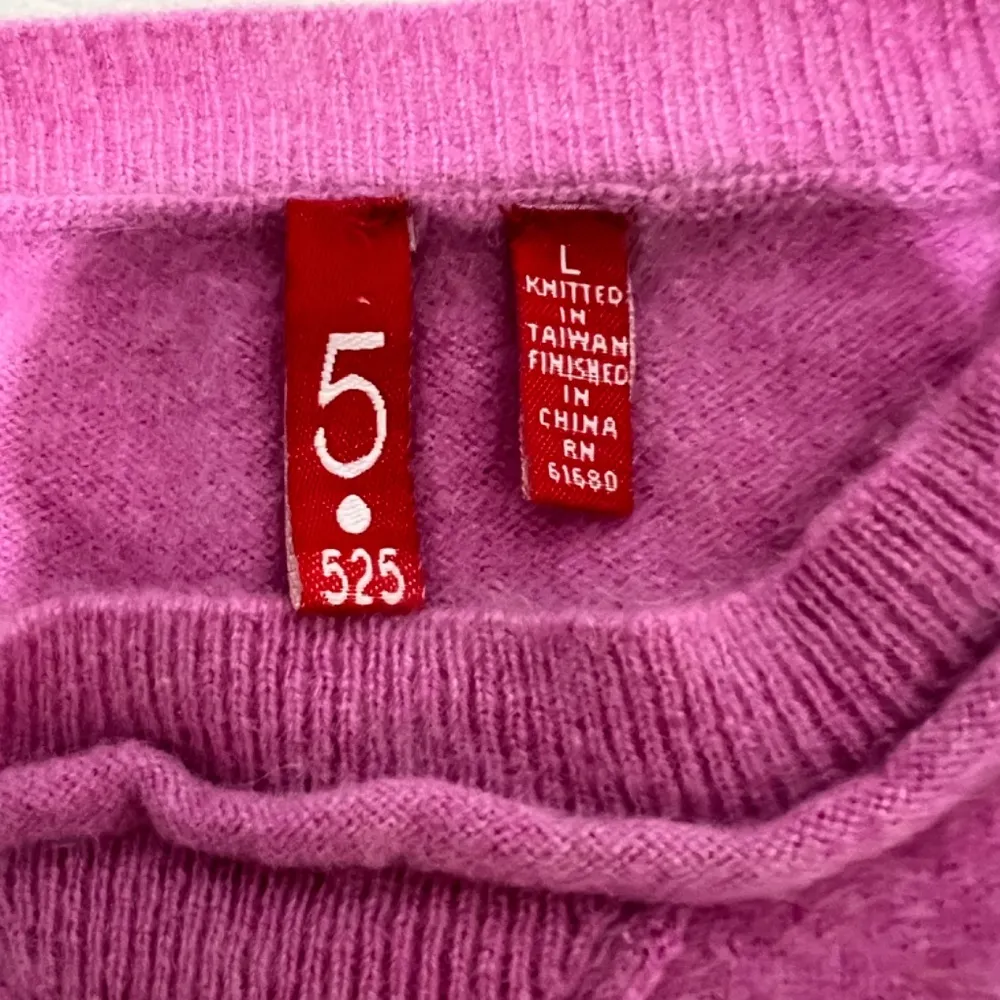 5
525
L
KNITTED
IN
TAIWAN
FINISHED
IN
CHINA
RN
61680